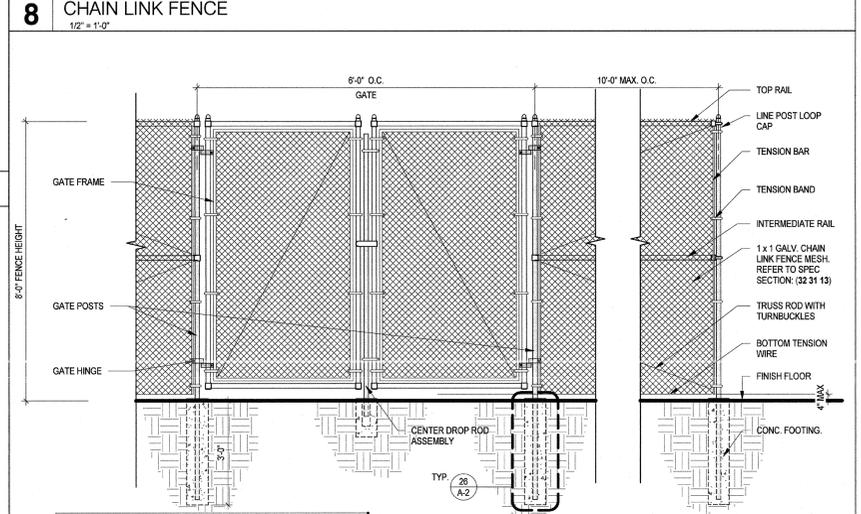 8 CHAIN LINK FENCE
1/2" = 1'-0"
6'-0" O.C.
GATE
10'-0" MAX. O.C.
TOP RAIL
LINE POST LOOP
CAP
TENSION BAR
GATE FRAME
TENSION BAND
INTERMEDIATE RAIL
8'-0" FENCE HEIGHT
1 x 1 GALV. CHAIN
LINK FENCE MESH.
REFER TO SPEC
SECTION: (32 31 13)
GATE POSTS
TRUSS ROD WITH
TURNBUCKLES
BOTTOM TENSION
WIRE
GATE HINGE
FINISH FLOOR
4" MAX
CENTER DROP ROD
ASSEMBLY
CONC. FOOTING.
3'-0"
TYP.
26
A-2